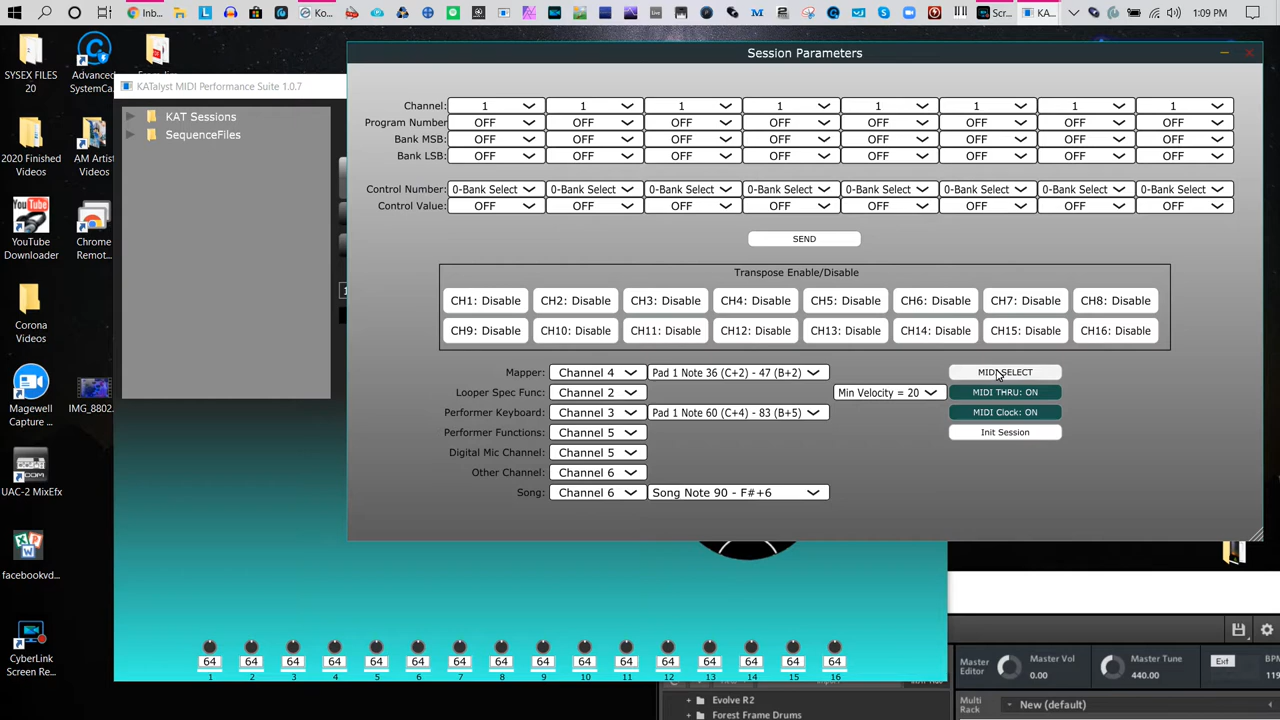 Inb
Ko
Scr
KA
1:09 PM
SYSEX FILES
20
Advanced
SystemCa...
2020 Finished
Videos
AM Artist
Videos
YouTube
Downloader
Chrome
Remot...
Corona
Videos
Magewell
Capture ...
IMG_8802...
UAC-2 MixEfx
facebookvd...
CyberLink
Screen Re...
KATalyst MIDI Performance Suite 1.0.7
KAT Sessions
SequenceFiles
Session Parameters
Channel: 1 1 1 1 1 1 1 1
Program Number OFF OFF OFF OFF OFF OFF OFF OFF
Bank MSB: OFF OFF OFF OFF OFF OFF OFF OFF
Bank LSB: OFF OFF OFF OFF OFF OFF OFF OFF
Control Number: 0-Bank Select 0-Bank Select 0-Bank Select 0-Bank Select 0-Bank Select 0-Bank Select 0-Bank Select 0-Bank Select
Control Value: OFF OFF OFF OFF OFF OFF OFF OFF
SEND
Transpose Enable/Disable
CH1: Disable CH2: Disable CH3: Disable CH4: Disable CH5: Disable CH6: Disable CH7: Disable CH8: Disable
CH9: Disable CH10: Disable CH11: Disable CH12: Disable CH13: Disable CH14: Disable CH15: Disable CH16: Disable
Mapper: Channel 4 Pad 1 Note 36 (C+2) - 47 (B+2) MIDI SELECT
Looper Spec Func: Channel 2 Min Velocity = 20 MIDI THRU: ON
Performer Keyboard: Channel 3 Pad 1 Note 60 (C+4) - 83 (B+5) MIDI Clock: ON
Performer Functions: Channel 5 Init Session
Digital Mic Channel: Channel 5
Other Channel: Channel 6
Song: Channel 6 Song Note 90 - F#+6
64 64 64 64 64 64 64 64 64 64 64 64 64 64 64 64
1 2 3 4 5 6 7 8 9 10 11 12 13 14 15 16
Master
Editor
Master Vol
0.00
Master Tune
440.00
Ext
BPM
119
Multi
Rack
New (default)
Evolve R2
Forest Frame Drums